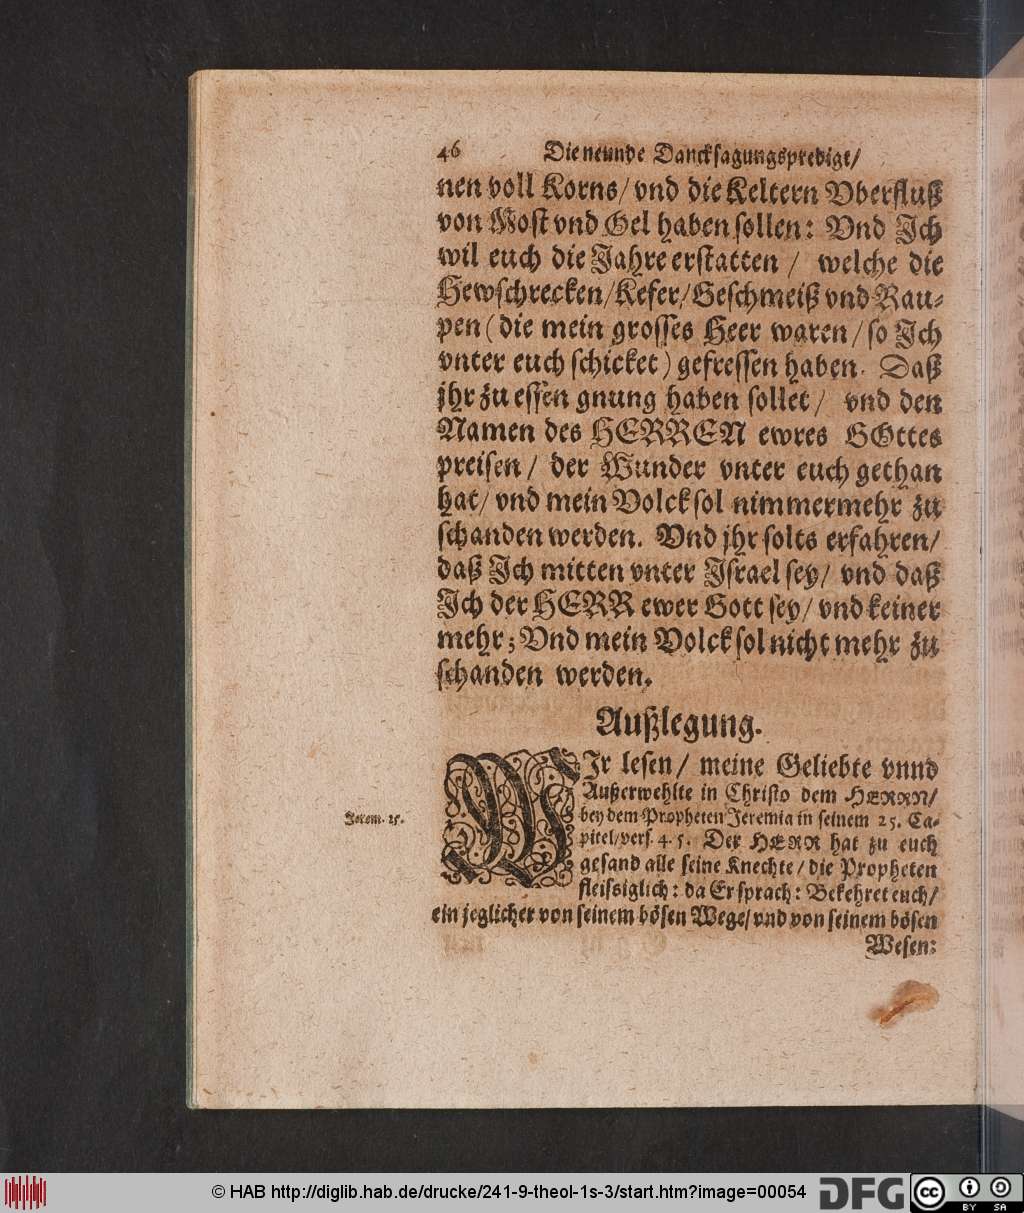 46 Die neunde Dancksagungspredigt/
nen voll Korns/ vnd die Keltern Vberfluß
von Most vnd Oel haben sollen: Vnd Ich
wil euch die Jahre erstatten / welche die
Hewschrecken/Kefer/Geschmeiß vnd Rau-
pen (die mein grosses Heer waren/ so Ich
vnter euch schicket) gefressen haben. Daß
jhr zu essen gnung haben sollet/ vnd den
Namen des HERREN ewres GOttes
preisen/ der Wunder vnter euch gethan
hat/ vnd mein Volck sol nimmermehr zu
schanden werden. Vnd jhr solts erfahren/
daß Ich mitten vnter Israel sey/ vnd daß
Ich der HERR ewer Gott sey/ vnd keiner
mehr; Vnd mein Volck sol nicht mehr zu
schanden werden.
Außlegung.
WIr lesen/ meine Geliebte vnnd
Außerwehlte in Christo dem HERRN/
Jerem. 25. bey dem Propheten Jeremia in seinem 25. Ca-
pitel/vers. 4. 5. Der HERR hat zu euch
gesand alle seine Knechte/ die Propheten
fleissiglich: da Er sprach: Bekehret euch/
ein jeglicher von seinem bösen Wege/ vnd von seinem bösen
Wesen:
© HAB http://diglib.hab.de/drucke/241-9-theol-1s-3/start.htm?image=00054 DFG cc BY SA